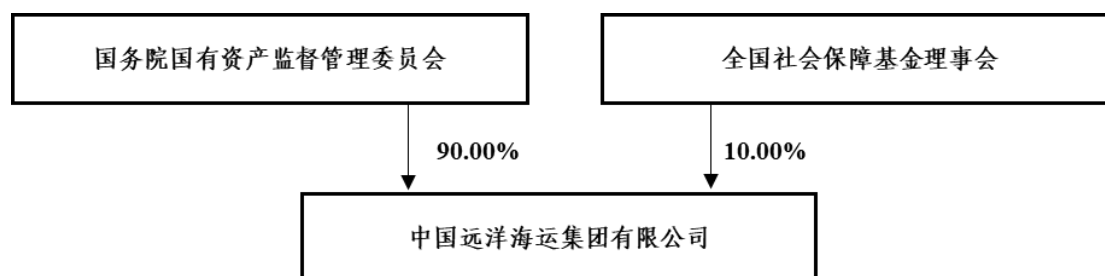 国务院国有资产监督管理委员会
全国社会保障基金理事会
90.00%
10.00%
中国远洋海运集团有限公司